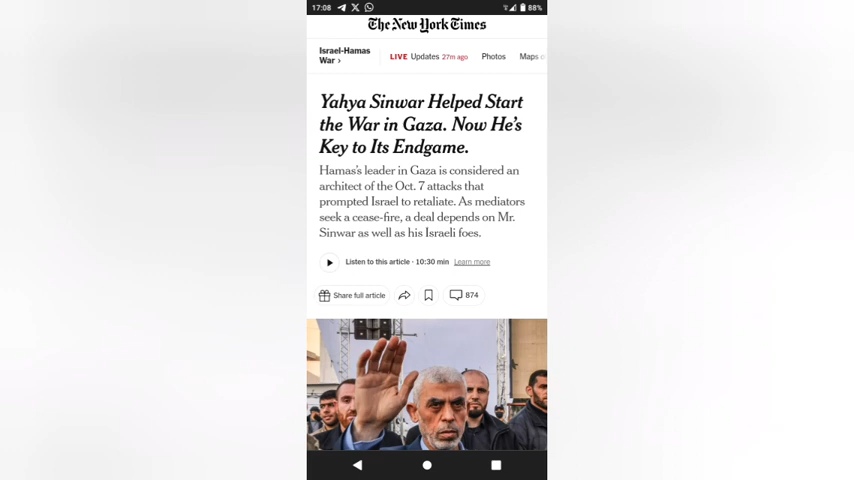 17:08
88%
The New York Times
Israel-Hamas
War ›
LIVE Updates 27m ago Photos Maps
Yahya Sinwar Helped Start
the War in Gaza. Now He's
Key to Its Endgame.
Hamas's leader in Gaza is considered an
architect of the Oct. 7 attacks that
prompted Israel to retaliate. As mediators
seek a cease-fire, a deal depends on Mr.
Sinwar as well as his Israeli foes.
Listen to this article · 10:30 min Learn more
Share full article
874